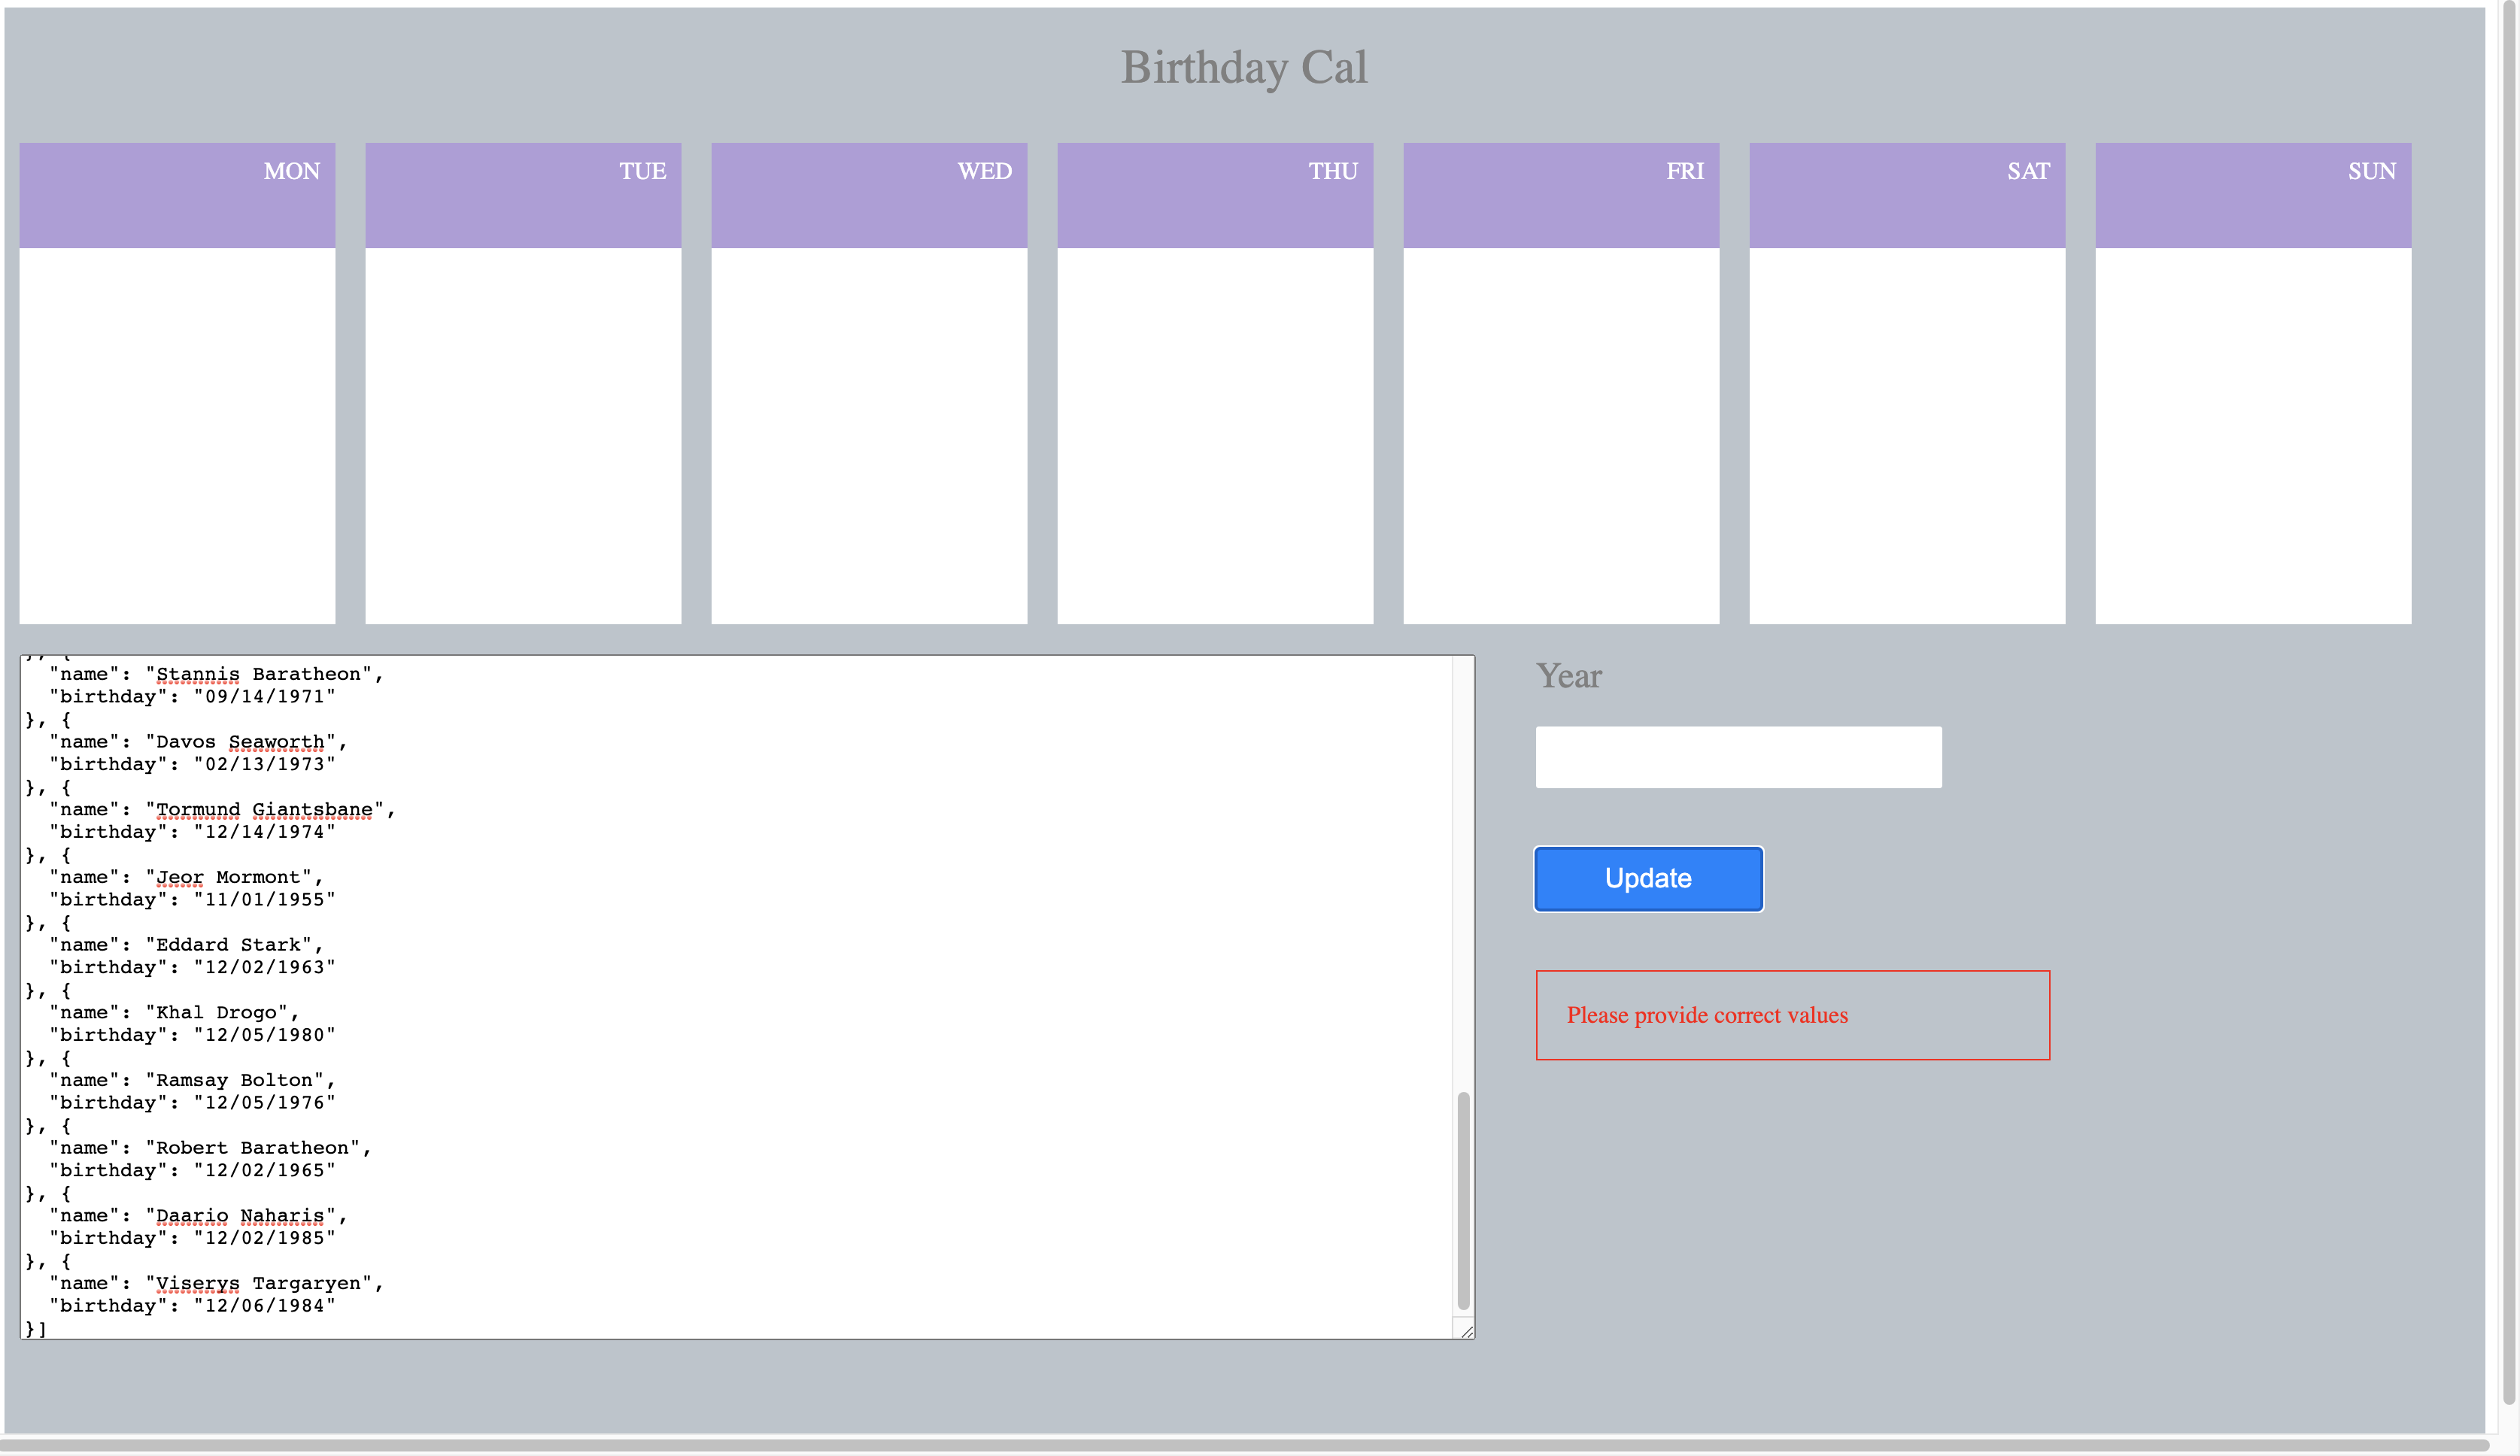 Birthday Cal
MON
TUE
WED
THU
FRI
SAT
SUN
}, {
  "name": "Stannis Baratheon",
  "birthday": "09/14/1971"
}, {
  "name": "Davos Seaworth",
  "birthday": "02/13/1973"
}, {
  "name": "Tormund Giantsbane",
  "birthday": "12/14/1974"
}, {
  "name": "Jeor Mormont",
  "birthday": "11/01/1955"
}, {
  "name": "Eddard Stark",
  "birthday": "12/02/1963"
}, {
  "name": "Khal Drogo",
  "birthday": "12/05/1980"
}, {
  "name": "Ramsay Bolton",
  "birthday": "12/05/1976"
}, {
  "name": "Robert Baratheon",
  "birthday": "12/02/1965"
}, {
  "name": "Daario Naharis",
  "birthday": "12/02/1985"
}, {
  "name": "Viserys Targaryen",
  "birthday": "12/06/1984"
}]
Year
Update
Please provide correct values